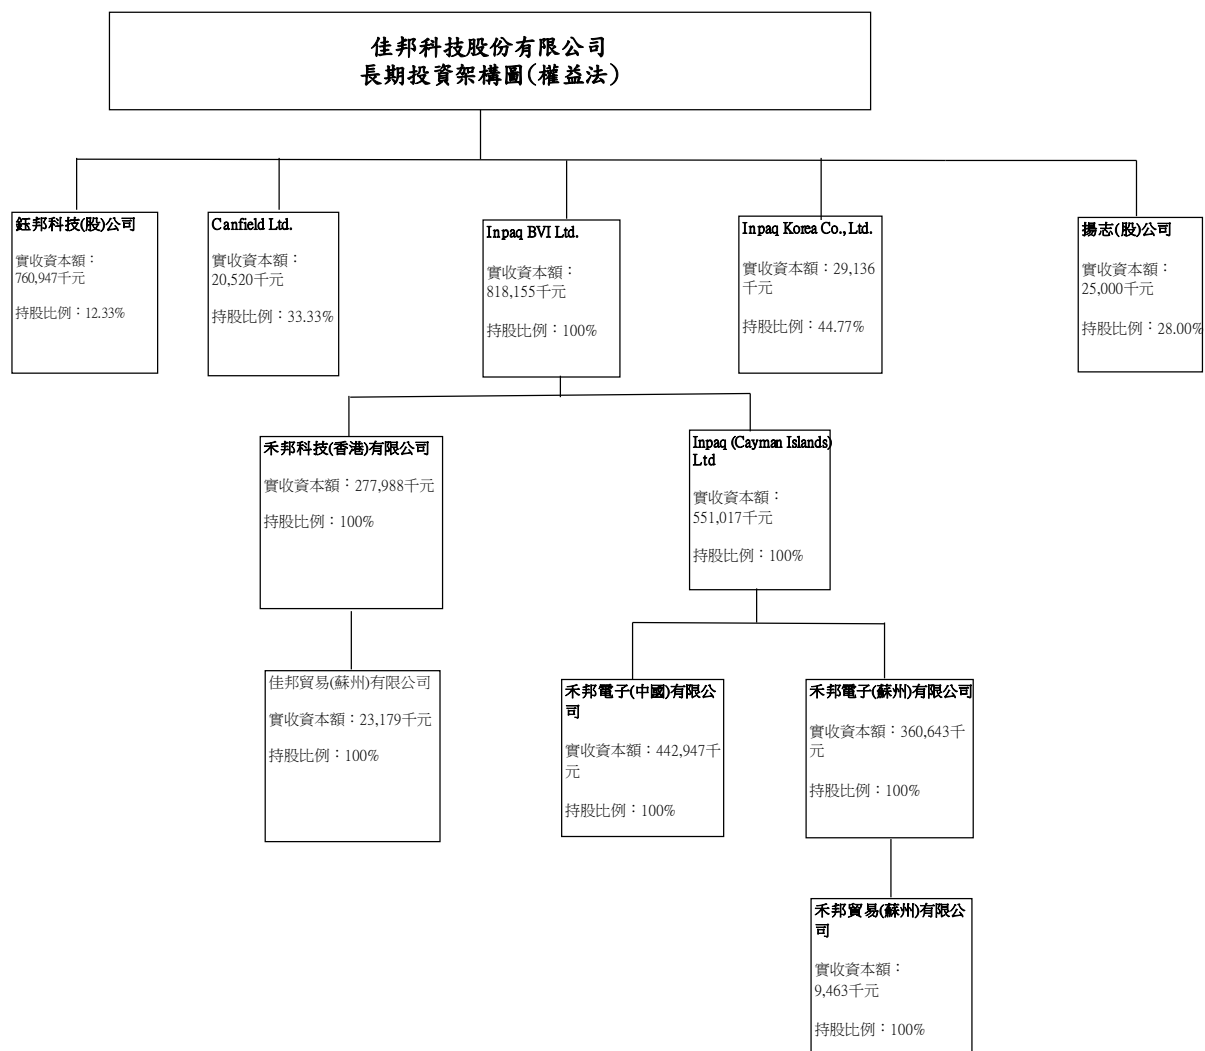 佳邦科技股份有限公司
長期投資架構圖(權益法)
鈺邦科技(股)公司
實收資本額：
760,947千元
持股比例：12.33%
Canfield Ltd.
實收資本額：
20,520千元
持股比例：33.33%
Inpaq BVI Ltd.
實收資本額：
818,155千元
持股比例：100%
Inpaq Korea Co., Ltd.
實收資本額：29,136
千元
持股比例：44.77%
揚志(股)公司
實收資本額：
25,000千元
持股比例：28.00%
禾邦科技(香港)有限公司
實收資本額：277,988千元
持股比例：100%
Inpaq (Cayman Islands)
Ltd
實收資本額：
551,017千元
持股比例：100%
佳邦貿易(蘇州)有限公司
實收資本額：23,179千元
持股比例：100%
禾邦電子(中國)有限公
司
實收資本額：442,947千
元
持股比例：100%
禾邦電子(蘇州)有限公司
實收資本額：360,643千
元
持股比例：100%
禾邦貿易(蘇州)有限公
司
實收資本額：
9,463千元
持股比例：100%